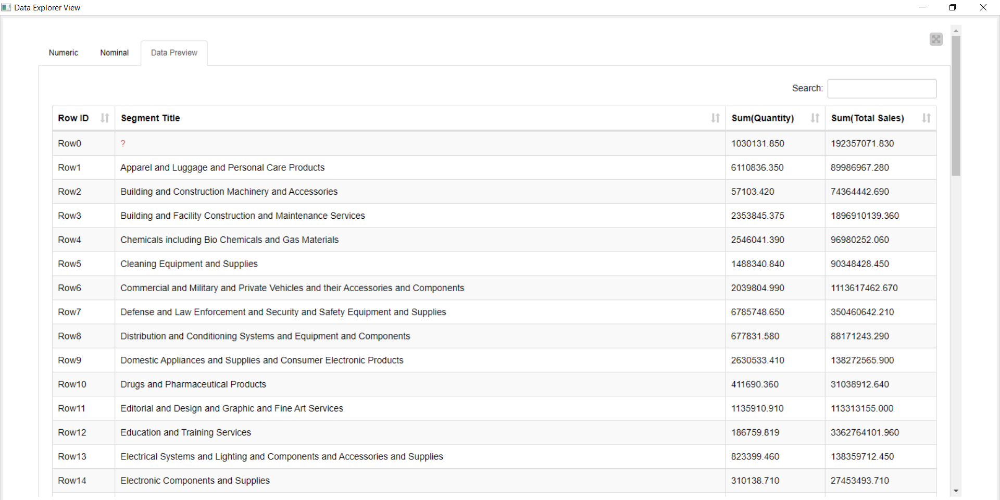 Data Explorer View
Numeric Nominal Data Preview
Search:
Row ID Segment Title Sum(Quantity) Sum(Total Sales)
Row0 ? 1030131.850 192357071.830
Row1 Apparel and Luggage and Personal Care Products 6110836.350 89986967.280
Row2 Building and Construction Machinery and Accessories 57103.420 74364442.690
Row3 Building and Facility Construction and Maintenance Services 2353845.375 1896910139.360
Row4 Chemicals including Bio Chemicals and Gas Materials 2546041.390 96980252.060
Row5 Cleaning Equipment and Supplies 1488340.840 90348428.450
Row6 Commercial and Military and Private Vehicles and their Accessories and Components 2039804.990 1113617462.670
Row7 Defense and Law Enforcement and Security and Safety Equipment and Supplies 6785748.650 350460642.210
Row8 Distribution and Conditioning Systems and Equipment and Components 677831.580 88171243.290
Row9 Domestic Appliances and Supplies and Consumer Electronic Products 2630533.410 138272565.900
Row10 Drugs and Pharmaceutical Products 411690.360 31038912.640
Row11 Editorial and Design and Graphic and Fine Art Services 1135910.910 113313155.000
Row12 Education and Training Services 186759.819 3362764101.960
Row13 Electrical Systems and Lighting and Components and Accessories and Supplies 823399.460 138359712.450
Row14 Electronic Components and Supplies 310138.710 27453493.710